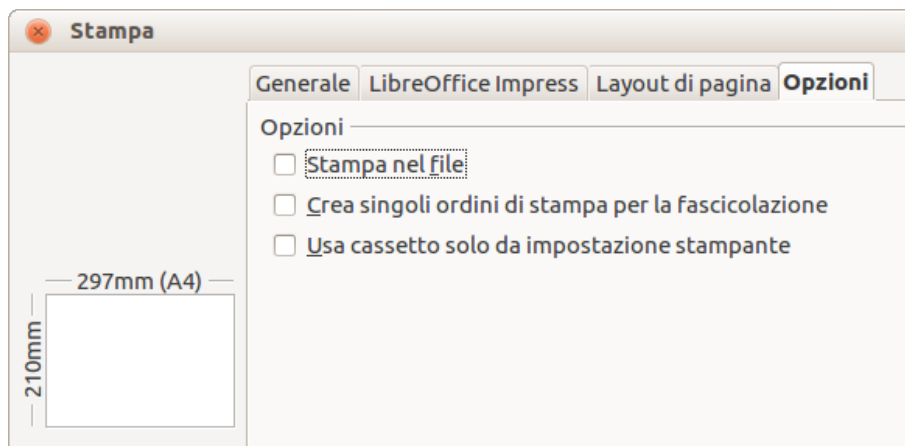 Stampa
Generale LibreOffice Impress Layout di pagina Opzioni
Opzioni
Stampa nel file
Crea singoli ordini di stampa per la fascicolazione
Usa cassetto solo da impostazione stampante
297mm (A4)
210mm